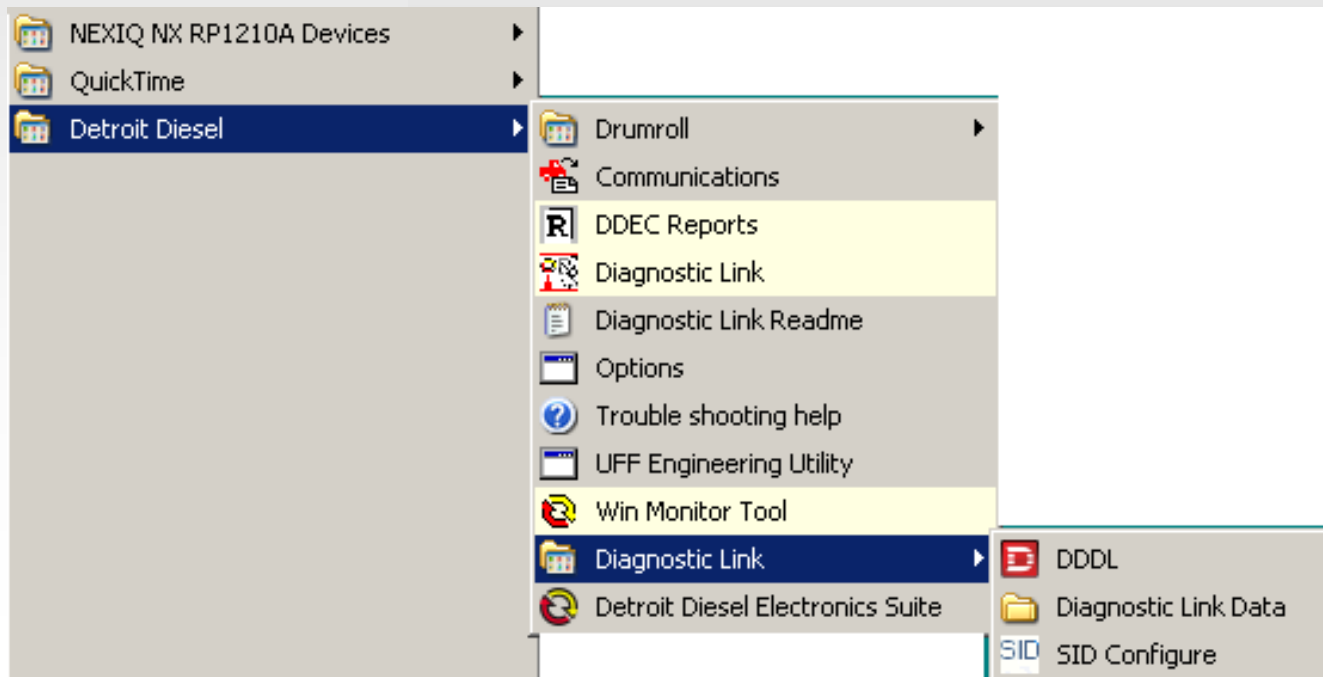 NEXIQ NX RP1210A Devices
QuickTime
Detroit Diesel
Drumroll
Communications
R DDEC Reports
Diagnostic Link
Diagnostic Link Readme
Options
Trouble shooting help
UFF Engineering Utility
Win Monitor Tool
Diagnostic Link
Detroit Diesel Electronics Suite
DDDL
Diagnostic Link Data
SID SID Configure